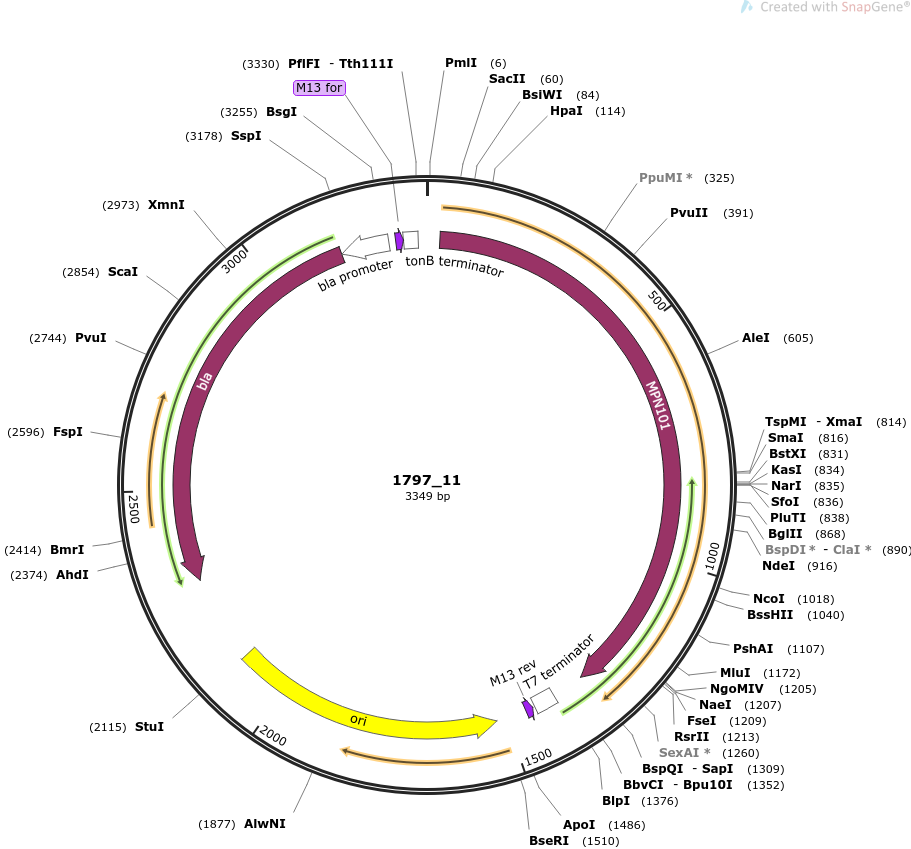 Created with SnapGene®
(3330) PflFI - Tth111I
M13 for
(3255) BsgI
(3178) SspI
(2973) XmnI
(2854) ScaI
(2744) PvuI
(2596) FspI
(2414) BmrI
(2374) AhdI
(2115) StuI
(1877) AlwNI
PmlI (6)
SacII (60)
BsiWI (84)
HpaI (114)
PpuMI * (325)
PvuII (391)
AleI (605)
TspMI - XmaI (814)
SmaI (816)
BstXI (831)
KasI (834)
NarI (835)
SfoI (836)
PluTI (838)
BglII (868)
BspDI * - ClaI * (890)
NdeI (916)
NcoI (1018)
BssHII (1040)
PshAI (1107)
MluI (1172)
NgoMIV (1205)
NaeI (1207)
FseI (1209)
RsrII (1213)
SexAI * (1260)
BspQI - SapI (1309)
BbvCI - Bpu10I (1352)
BlpI (1376)
ApoI (1486)
BseRI (1510)
500
1000
1500
2000
2500
3000
bla promoter
tonB terminator
MPN101
bla
T7 terminator
M13 rev
ori
1797_11
3349 bp